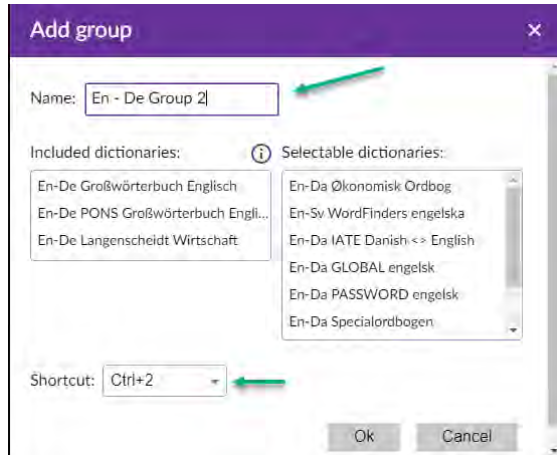 Add group
Name: En - De Group 2
Included dictionaries:
En-De Großwörterbuch Englisch
En-De PONS Großwörterbuch Engli...
En-De Langenscheidt Wirtschaft
Selectable dictionaries:
En-Da Økonomisk Ordbog
En-Sv WordFinders engelska
En-Da IATE Danish <> English
En-Da GLOBAL engelsk
En-Da PASSWORD engelsk
En-Da Specialordbogen
Shortcut: Ctrl+2
Ok Cancel